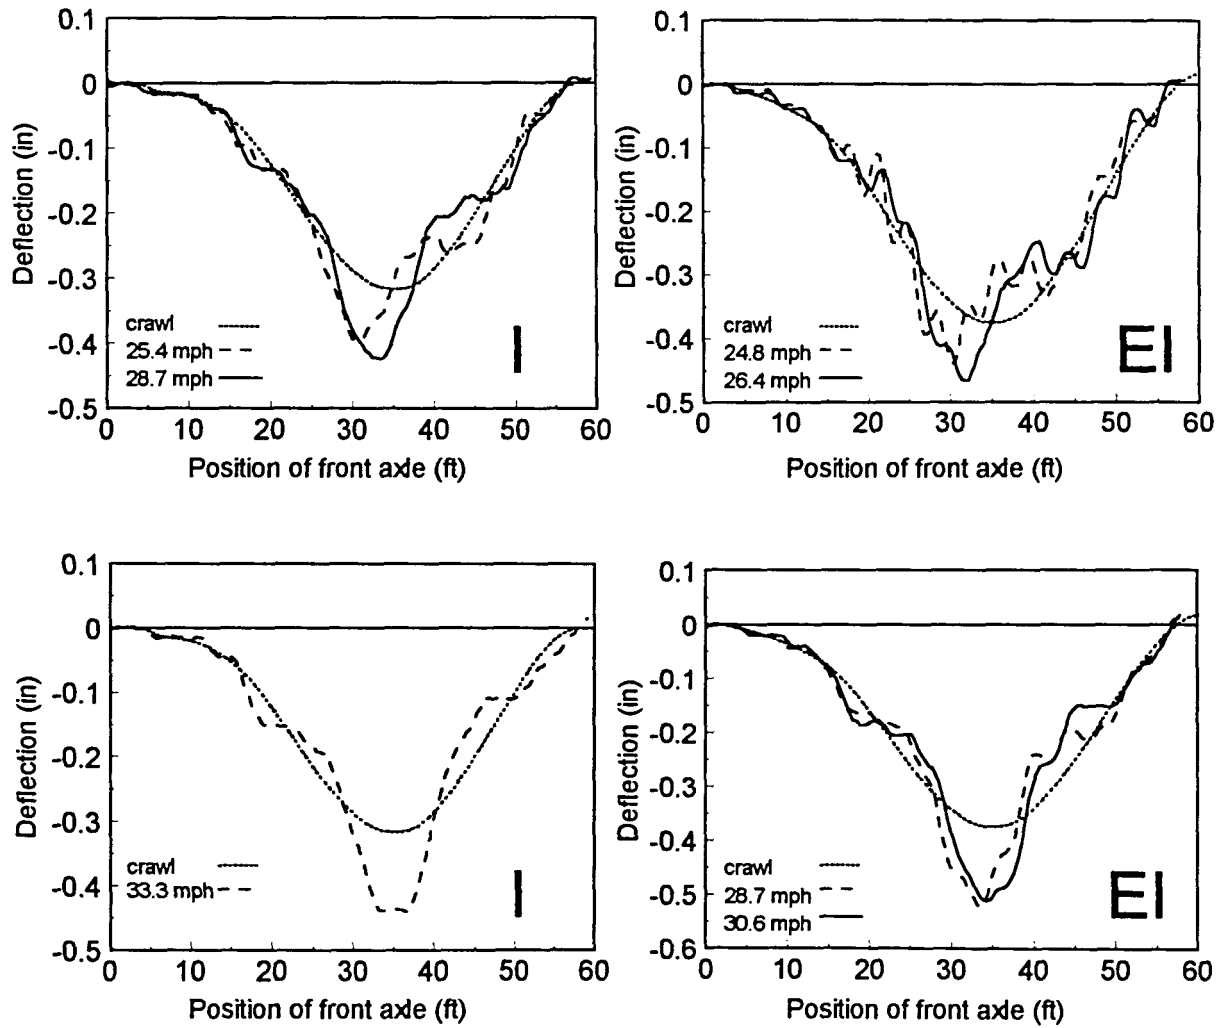 0.1
0
-0.1
-0.2
-0.3
-0.4
-0.5
Deflection (in)
crawl
25.4 mph
28.7 mph
I
0 10 20 30 40 50 60
Position of front axle (ft)
0.1
0
-0.1
-0.2
-0.3
-0.4
-0.5
Deflection (in)
crawl
24.8 mph
26.4 mph
EI
0 10 20 30 40 50 60
Position of front axle (ft)
0.1
0
-0.1
-0.2
-0.3
-0.4
-0.5
Deflection (in)
crawl
33.3 mph
I
0 10 20 30 40 50 60
Position of front axle (ft)
0.1
0
-0.1
-0.2
-0.3
-0.4
-0.5
-0.6
Deflection (in)
crawl
28.7 mph
30.6 mph
EI
0 10 20 30 40 50 60
Position of front axle (ft)